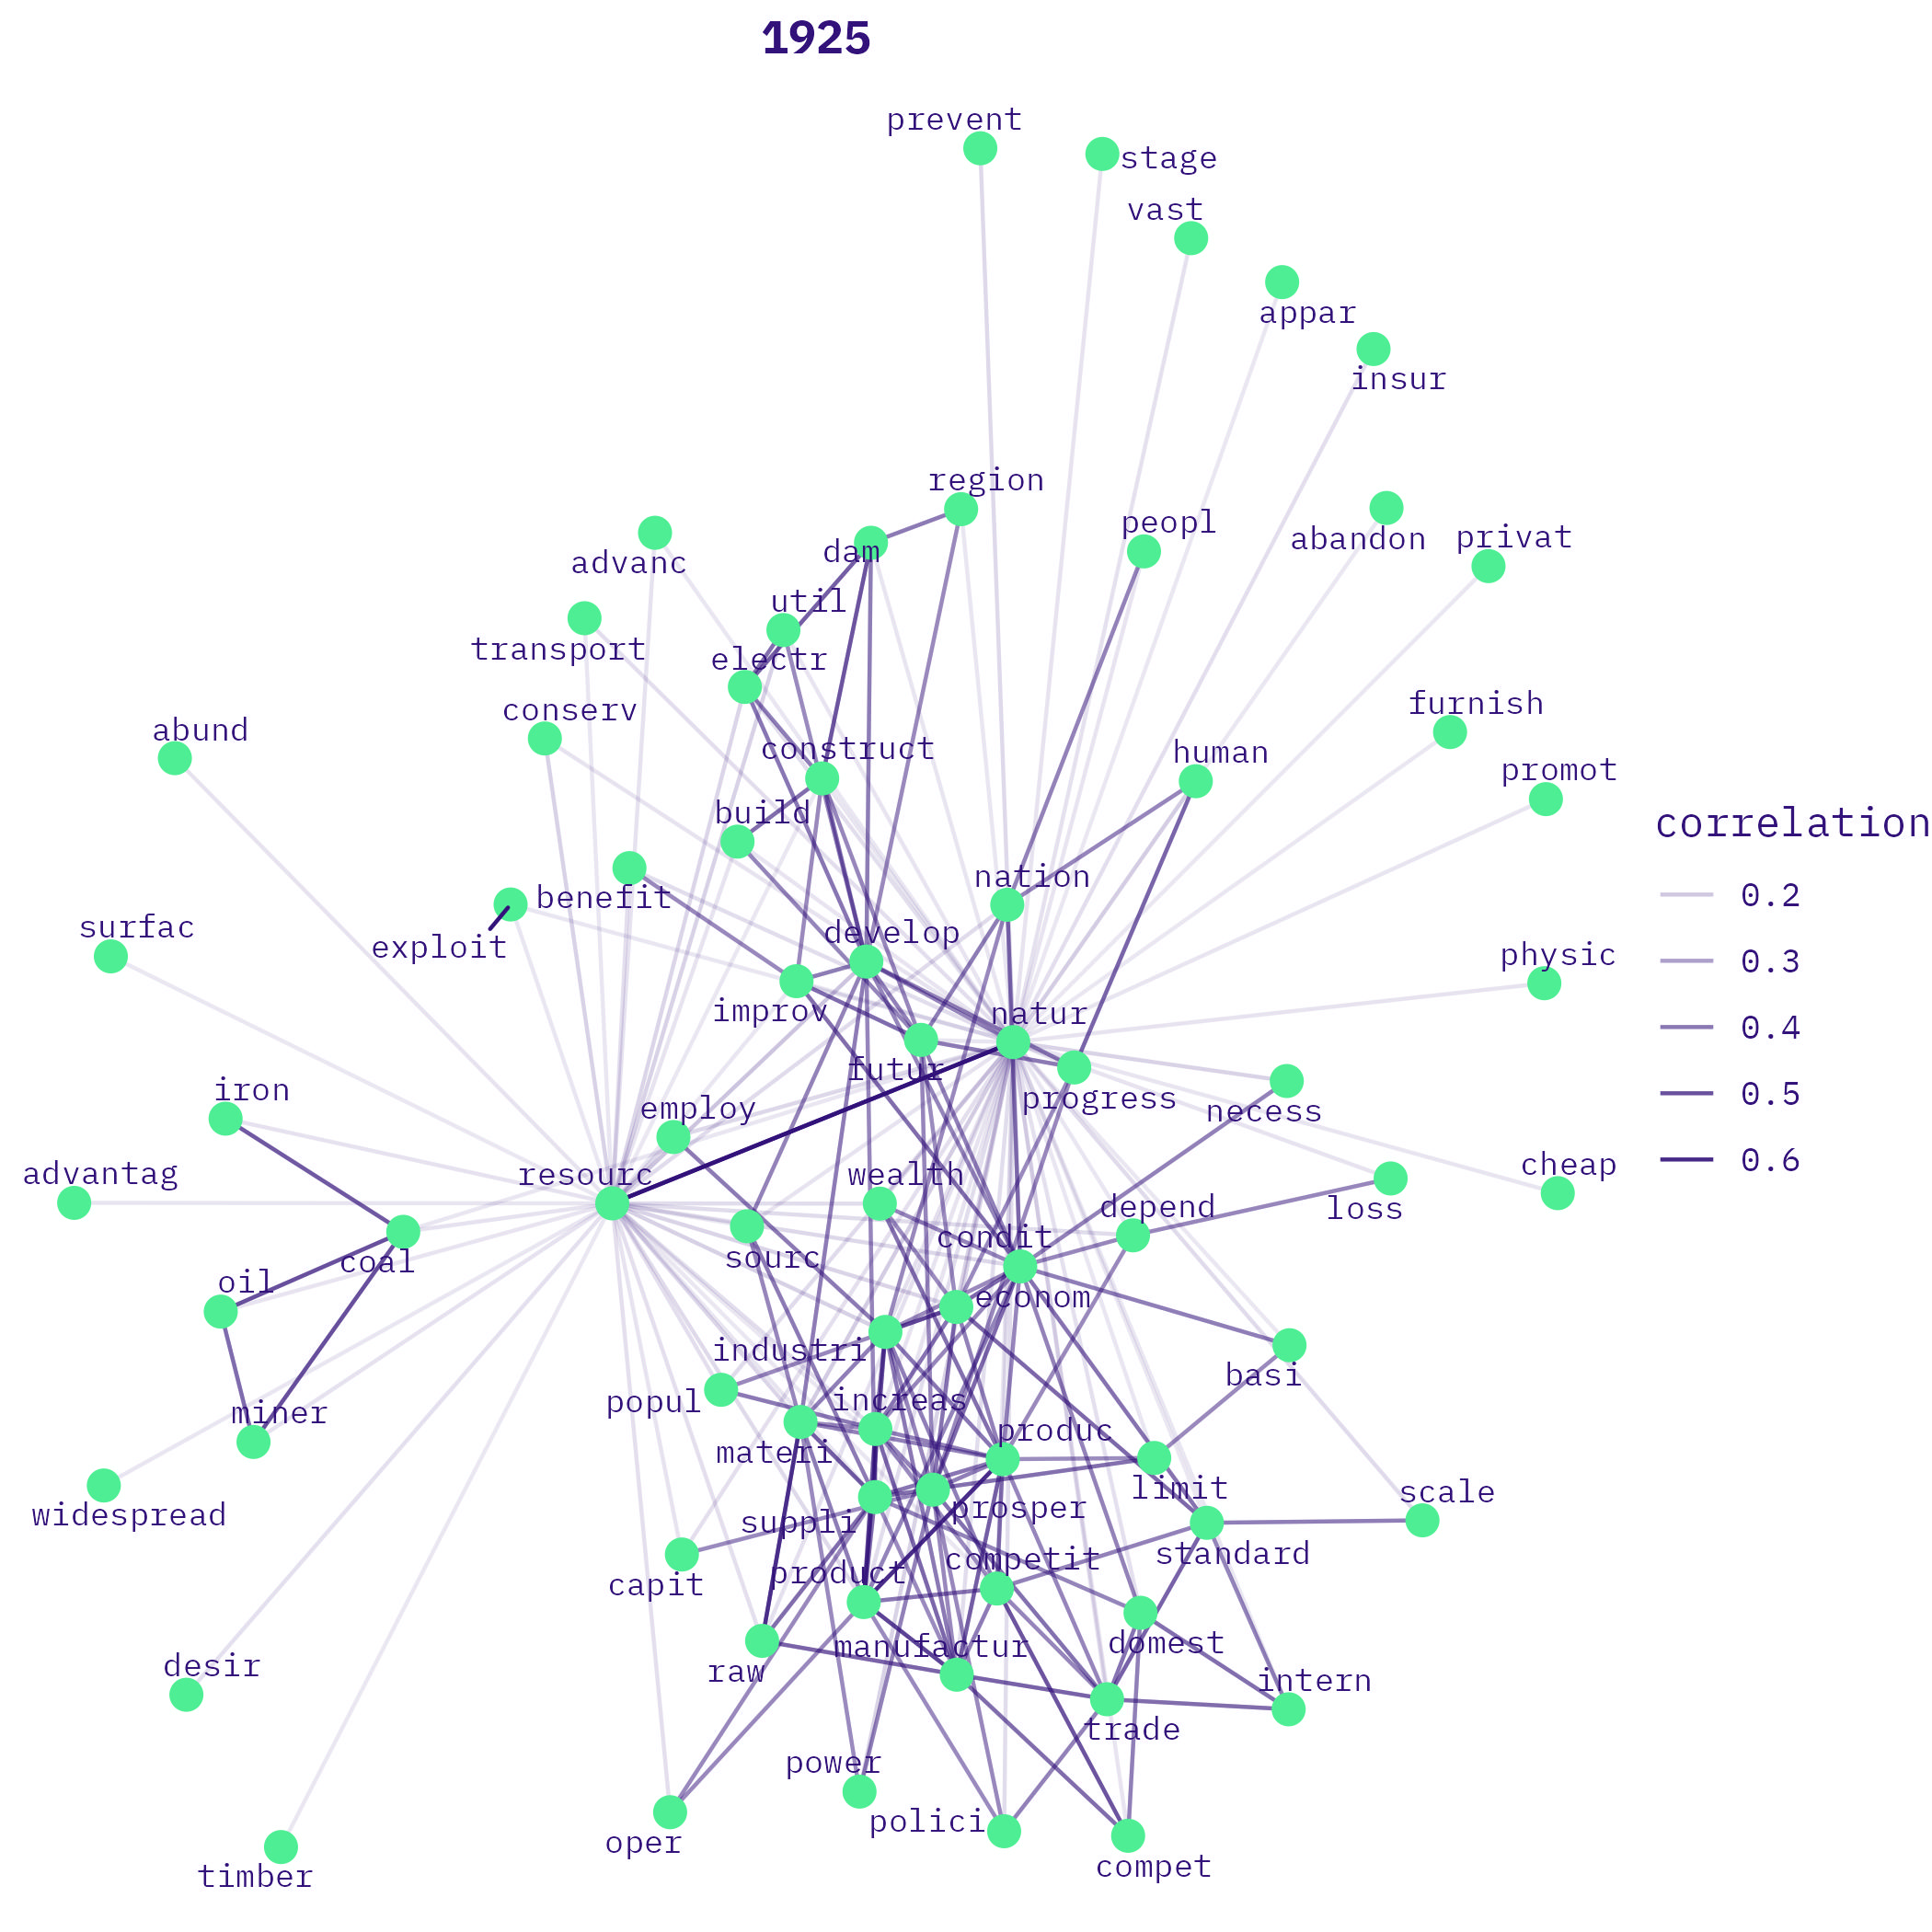 1925
prevent
stage
vast
appar
insur
region
peopl
abandon
privat
dam
advanc
util
transport
electr
conserv
furnish
abund
construct
human
promot
build
correlation
0.2
0.3
0.4
0.5
0.6
nation
benefit
surfac
develop
exploit
physic
improv
natur
futur
iron
employ
progress
necess
advantag
resourc
wealth
cheap
depend
loss
condit
coal
sourc
oil
econom
industri
basi
popul
increas
miner
produc
materi
limit
scale
widespread
suppli
prosper
standard
competit
capit
product
manufactur
domest
desir
raw
intern
trade
power
polici
oper
compet
timber